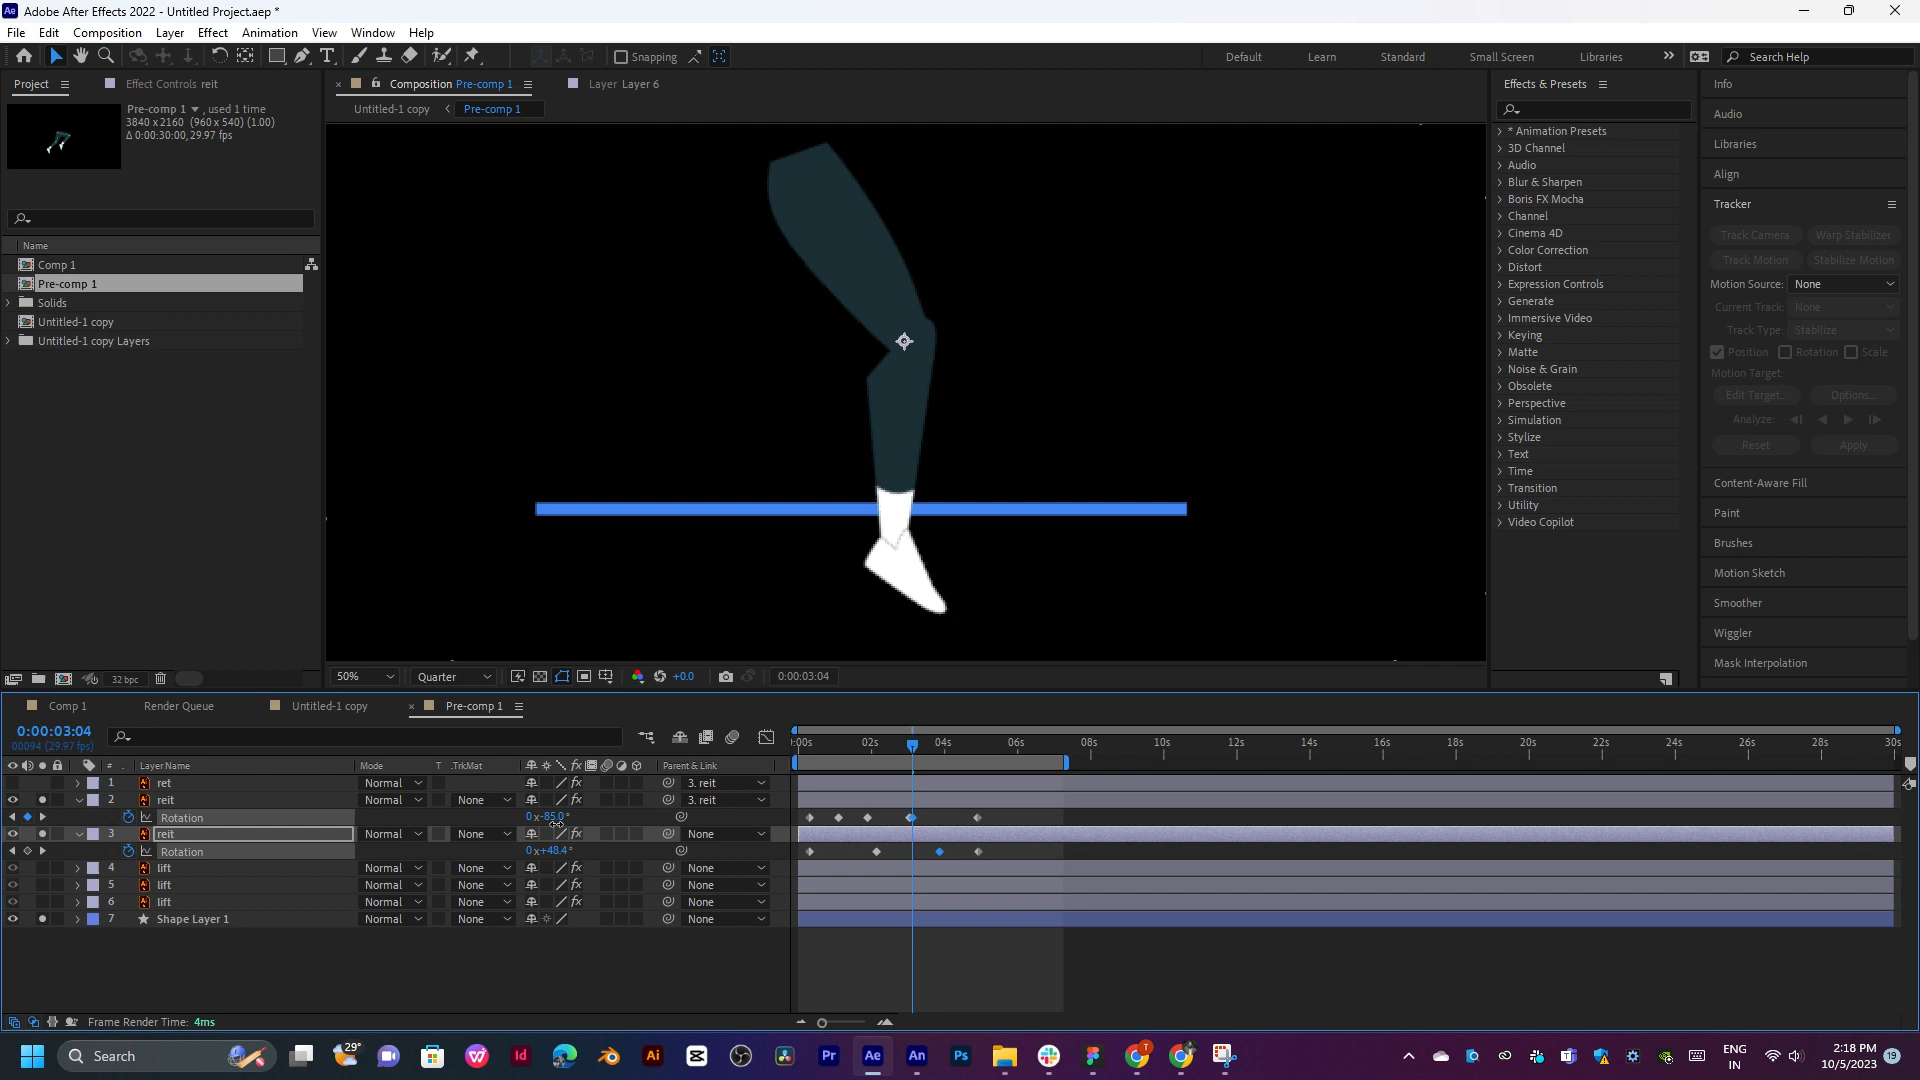 Adobe After Effects 2022 - Untitled Project.aep *
File Edit Composition Layer Effect Animation View Window Help
Snapping
Default Learn Standard Small Screen Libraries
Search Help
Project
Effect Controls reit
Composition Pre-comp 1
Layer Layer 6
Effects & Presets
Info
Pre-comp 1 , used 1 time
3840 x 2160 (960 x 540) (1.00)
Δ 0:00:30:00, 29.97 fps
Untitled-1 copy
Pre-comp 1
Audio
Libraries
Align
Tracker
Track Camera Warp Stabilizer
Track Motion Stabilize Motion
Motion Source: None
Current Track: None
Track Type: Stabilize
Position Rotation Scale
Motion Target:
Edit Target... Options...
Analyze:
Reset Apply
Content-Aware Fill
Paint
Brushes
Motion Sketch
Smoother
Wiggler
Mask Interpolation
* Animation Presets
3D Channel
Audio
Blur & Sharpen
Boris FX Mocha
Channel
Cinema 4D
Color Correction
Distort
Expression Controls
Generate
Immersive Video
Keying
Matte
Noise & Grain
Obsolete
Perspective
Simulation
Stylize
Text
Time
Transition
Utility
Video Copilot
Name
Comp 1
Pre-comp 1
Solids
Untitled-1 copy
Untitled-1 copy Layers
32 bpc
50% Quarter +0.0 0:00:03:04
Comp 1 Render Queue Untitled-1 copy Pre-comp 1
0:00:03:04
00094 (29.97 fps)
:00s 02s 04s 06s 08s 10s 12s 14s 16s 18s 20s 22s 24s 26s 28s 30s
# Layer Name Mode T .TrkMat Parent & Link
1 ret Normal 3. reit
2 reit Normal None 3. reit
Rotation 0x-85.0°
3 reit Normal None None
Rotation 0x+48.4°
4 lift Normal None None
5 lift Normal None None
6 lift Normal None None
7 Shape Layer 1 Normal None None
Frame Render Time: 4ms
Search
29°
ENG
IN
2:18 PM
10/5/2023
19